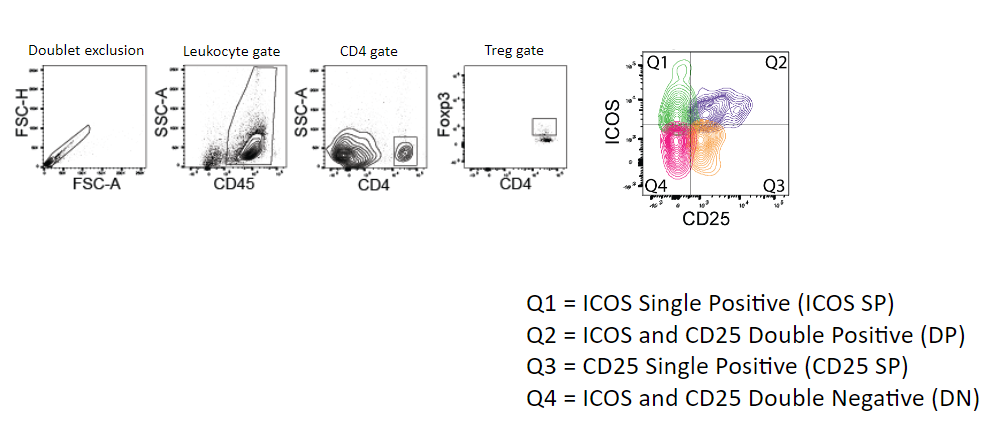 Doublet exclusion
Leukocyte gate
CD4 gate
Treg gate
FSC-H
FSC-A
SSC-A
CD45
SSC-A
CD4
Foxp3
CD4
ICOS
Q1
Q2
Q4
Q3
CD25
Q1 = ICOS Single Positive (ICOS SP)
Q2 = ICOS and CD25 Double Positive (DP)
Q3 = CD25 Single Positive (CD25 SP)
Q4 = ICOS and CD25 Double Negative (DN)